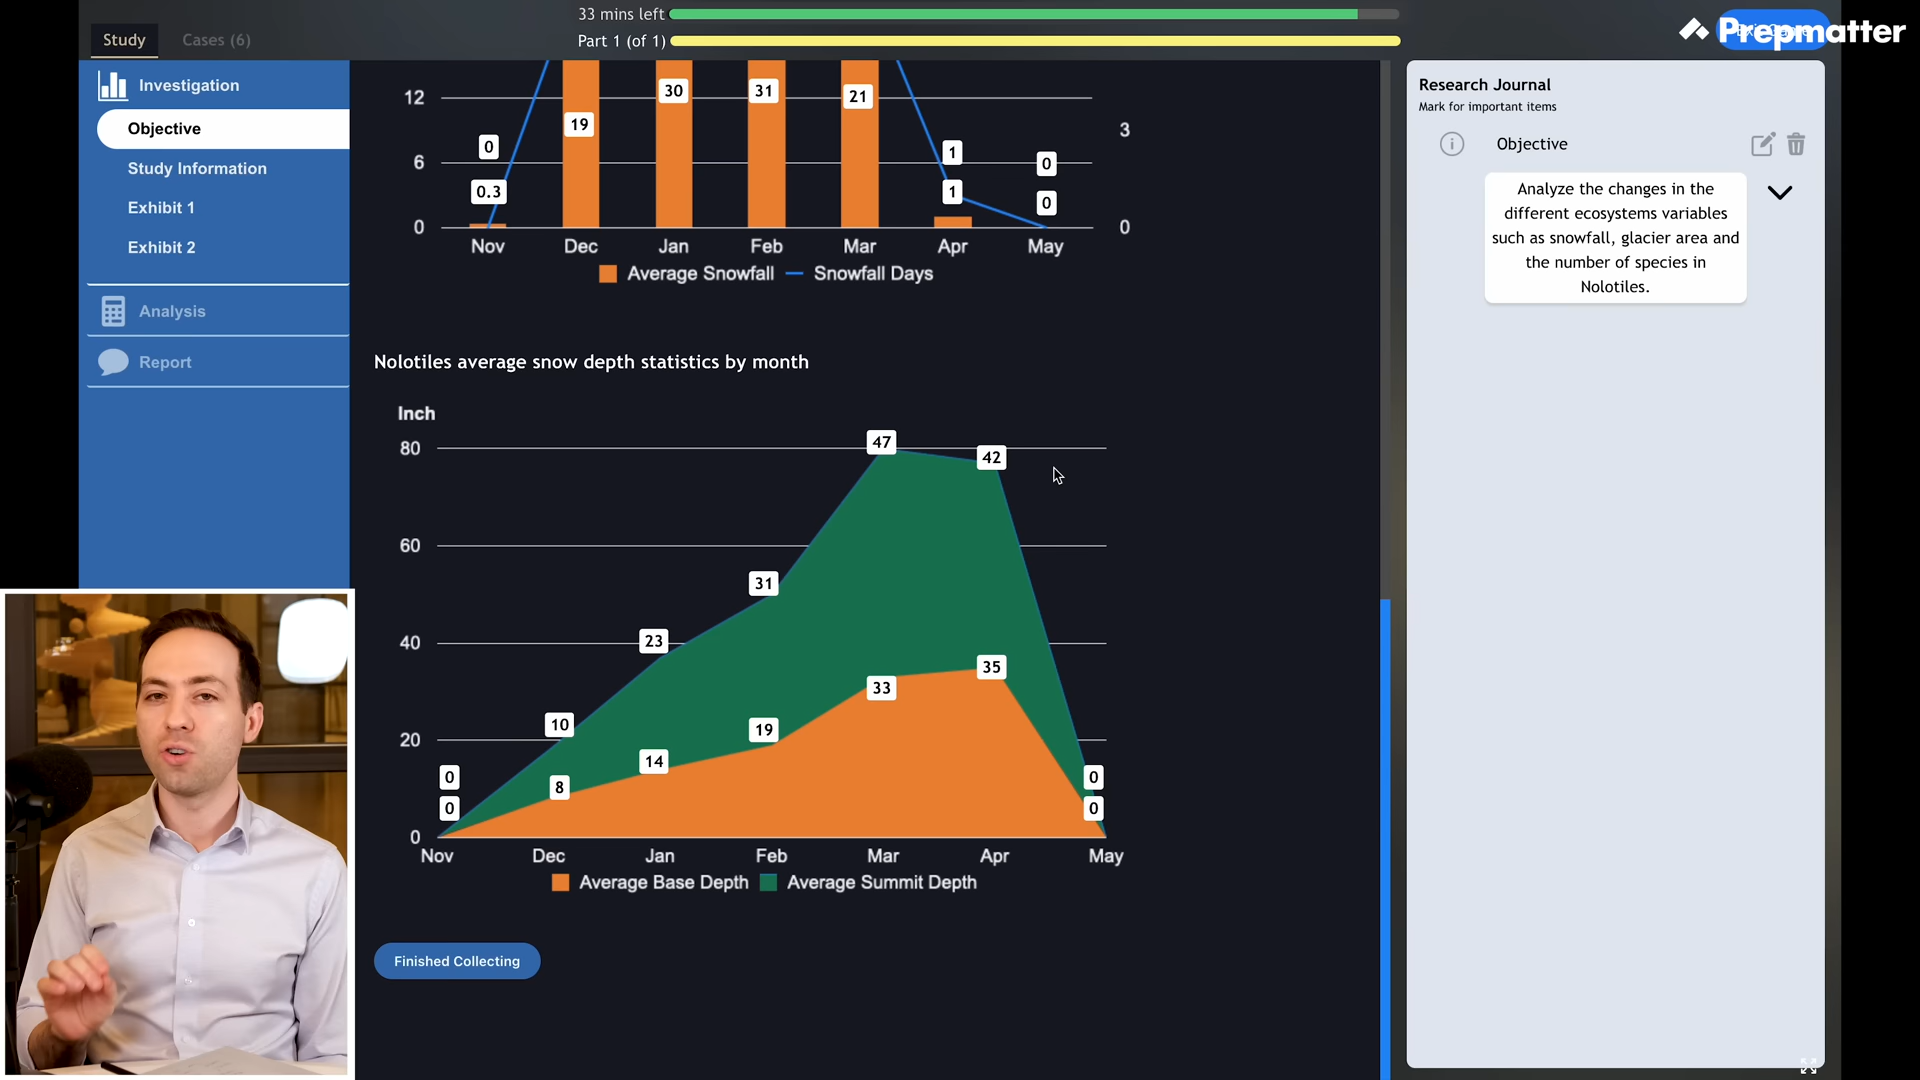 33 mins left
Part 1 (of 1)
Prepmatter
Study
Cases (6)
Investigation
Objective
Study Information
Exhibit 1
Exhibit 2
Analysis
Report
12
6
0
0
0.3
19
30
31
21
1
1
0
0
3
0
Nov Dec Jan Feb Mar Apr May
Average Snowfall Snowfall Days
Nolotiles average snow depth statistics by month
Inch
80
60
40
20
0
0
0
10
8
23
14
31
19
47
33
42
35
0
0
Nov Dec Jan Feb Mar Apr May
Average Base Depth Average Summit Depth
Finished Collecting
Research Journal
Mark for important items
Objective
Analyze the changes in the
different ecosystems variables
such as snowfall, glacier area and
the number of species in
Nolotiles.